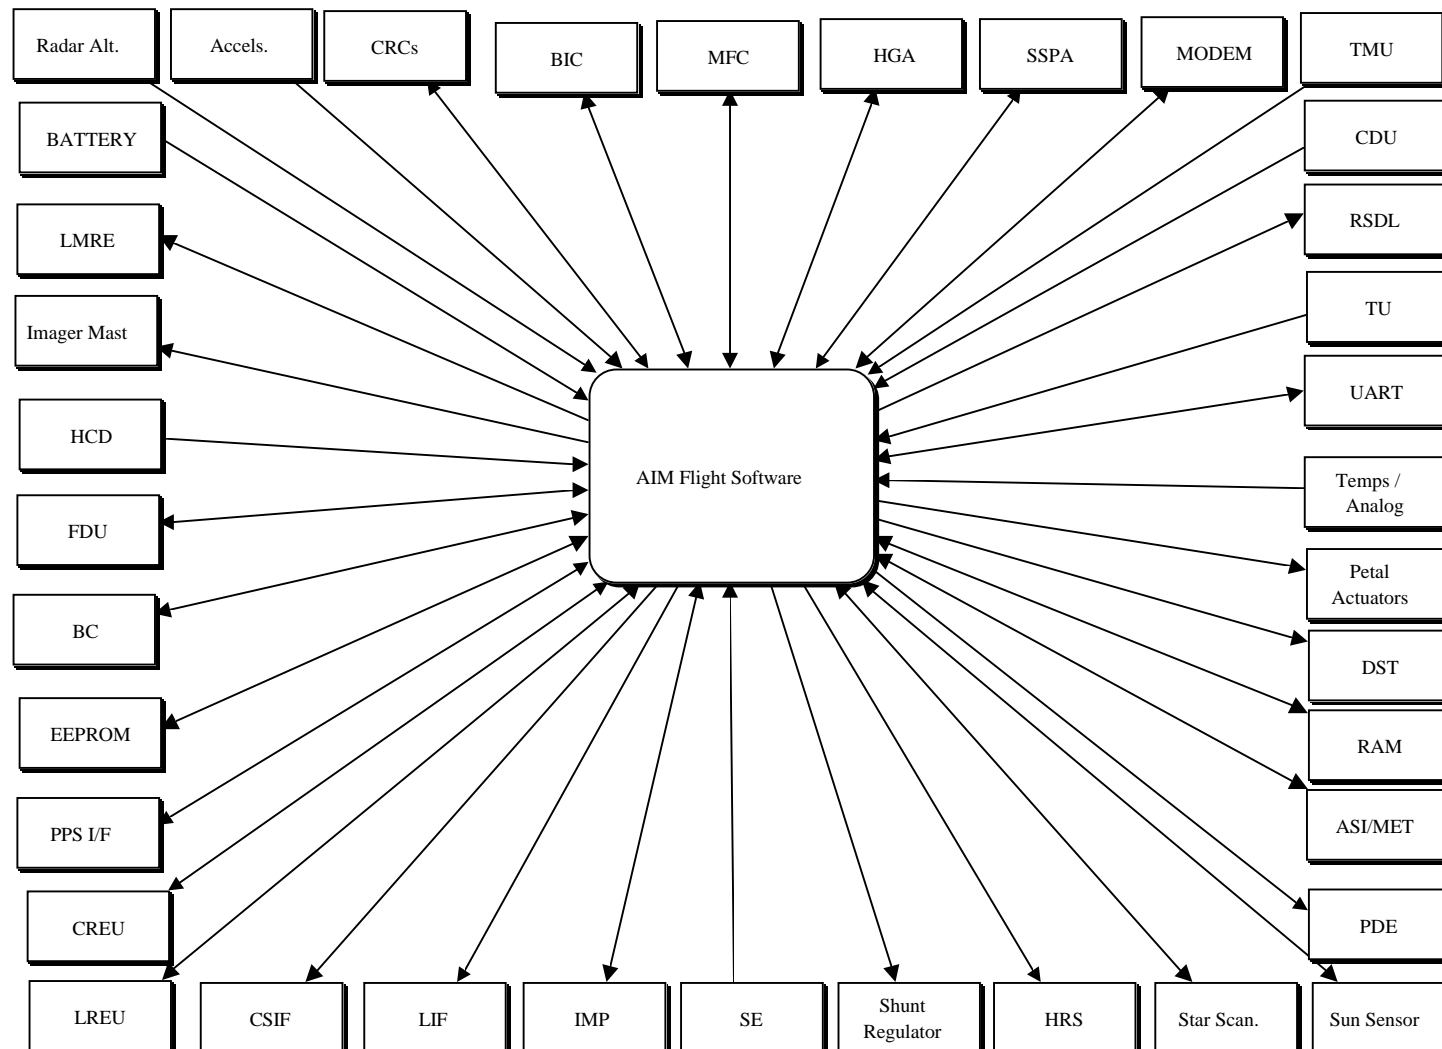 Radar Alt.
Accels.
CRCs
BIC
MFC
HGA
SSPA
MODEM
TMU
BATTERY
CDU
LMRE
RSDL
Imager Mast
TU
HCD
UART
AIM Flight Software
Temps /
Analog
FDU
Petal
Actuators
BC
DST
EEPROM
RAM
PPS I/F
ASI/MET
CREU
PDE
LREU
CSIF
LIF
IMP
SE
Shunt
Regulator
HRS
Star Scan.
Sun Sensor